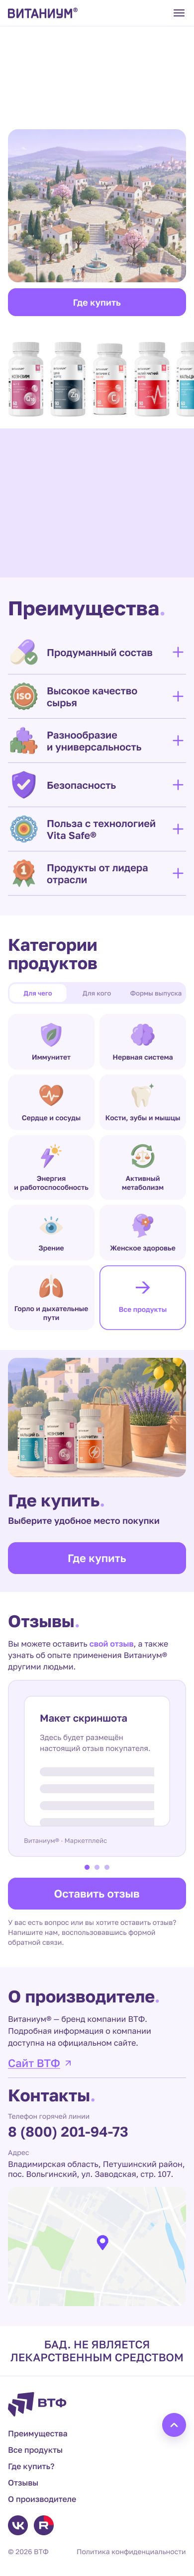 ВИТАНИУМ®
Где купить
Преимущества.
Продуманный состав
Высокое качество
сырья
Разнообразие
и универсальность
Безопасность
Польза с технологией
Vita Safe®
Продукты от лидера
отрасли
Категории
продуктов
Для чего
Для кого
Формы выпуска
Иммунитет
Нервная система
Сердце и сосуды
Кости, зубы и мышцы
Энергия
и работоспособность
Активный
метаболизм
Зрение
Женское здоровье
Горло и дыхательные
пути
Все продукты
Где купить.
Выберите удобное место покупки
Где купить
Отзывы.
Вы можете оставить свой отзыв, а также
узнать об опыте применения Витаниум®
другими людьми.
Макет скриншота
Здесь будет размещён
настоящий отзыв покупателя.
Витаниум® · Маркетплейс
Оставить отзыв
У вас есть вопрос или вы хотите оставить отзыв?
Напишите нам, воспользовавшись формой
обратной связи.
О производителе.
Витаниум® — бренд компании ВТФ.
Подробная информация о компании
доступна на официальном сайте.
Сайт ВТФ
Контакты.
Телефон горячей линии
8 (800) 201-94-73
Адрес
Владимирская область, Петушинский район,
пос. Вольгинский, ул. Заводская, стр. 107.
БАД. НЕ ЯВЛЯЕТСЯ
ЛЕКАРСТВЕННЫМ СРЕДСТВОМ
ВТФ
Преимущества
Все продукты
Где купить?
Отзывы
О производителе
© 2026 ВТФ
Политика конфиденциальности